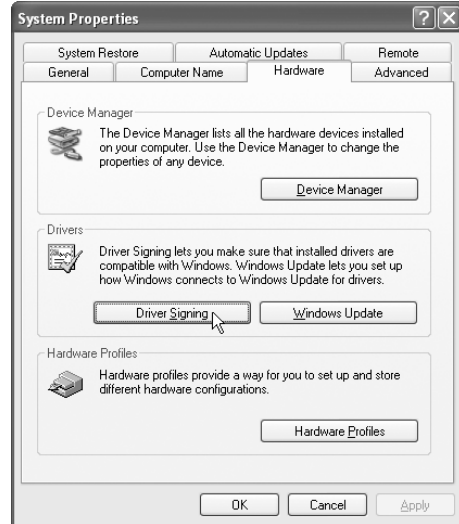 System Properties
System Restore Automatic Updates Remote
General Computer Name Hardware Advanced
Device Manager
The Device Manager lists all the hardware devices installed
on your computer. Use the Device Manager to change the
properties of any device.
Device Manager
Drivers
Driver Signing lets you make sure that installed drivers are
compatible with Windows. Windows Update lets you set up
how Windows connects to Windows Update for drivers.
Driver Signing Windows Update
Hardware Profiles
Hardware profiles provide a way for you to set up and store
different hardware configurations.
Hardware Profiles
OK Cancel Apply